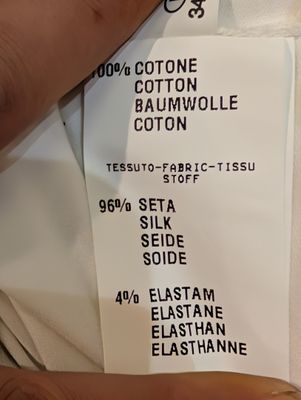 34
100% COTONE
COTTON
BAUMWOLLE
COTON
TESSUTO-FABRIC-TISSU
STOFF
96% SETA
SILK
SEIDE
SOIDE
4% ELASTAM
ELASTANE
ELASTHAN
ELASTHANNE